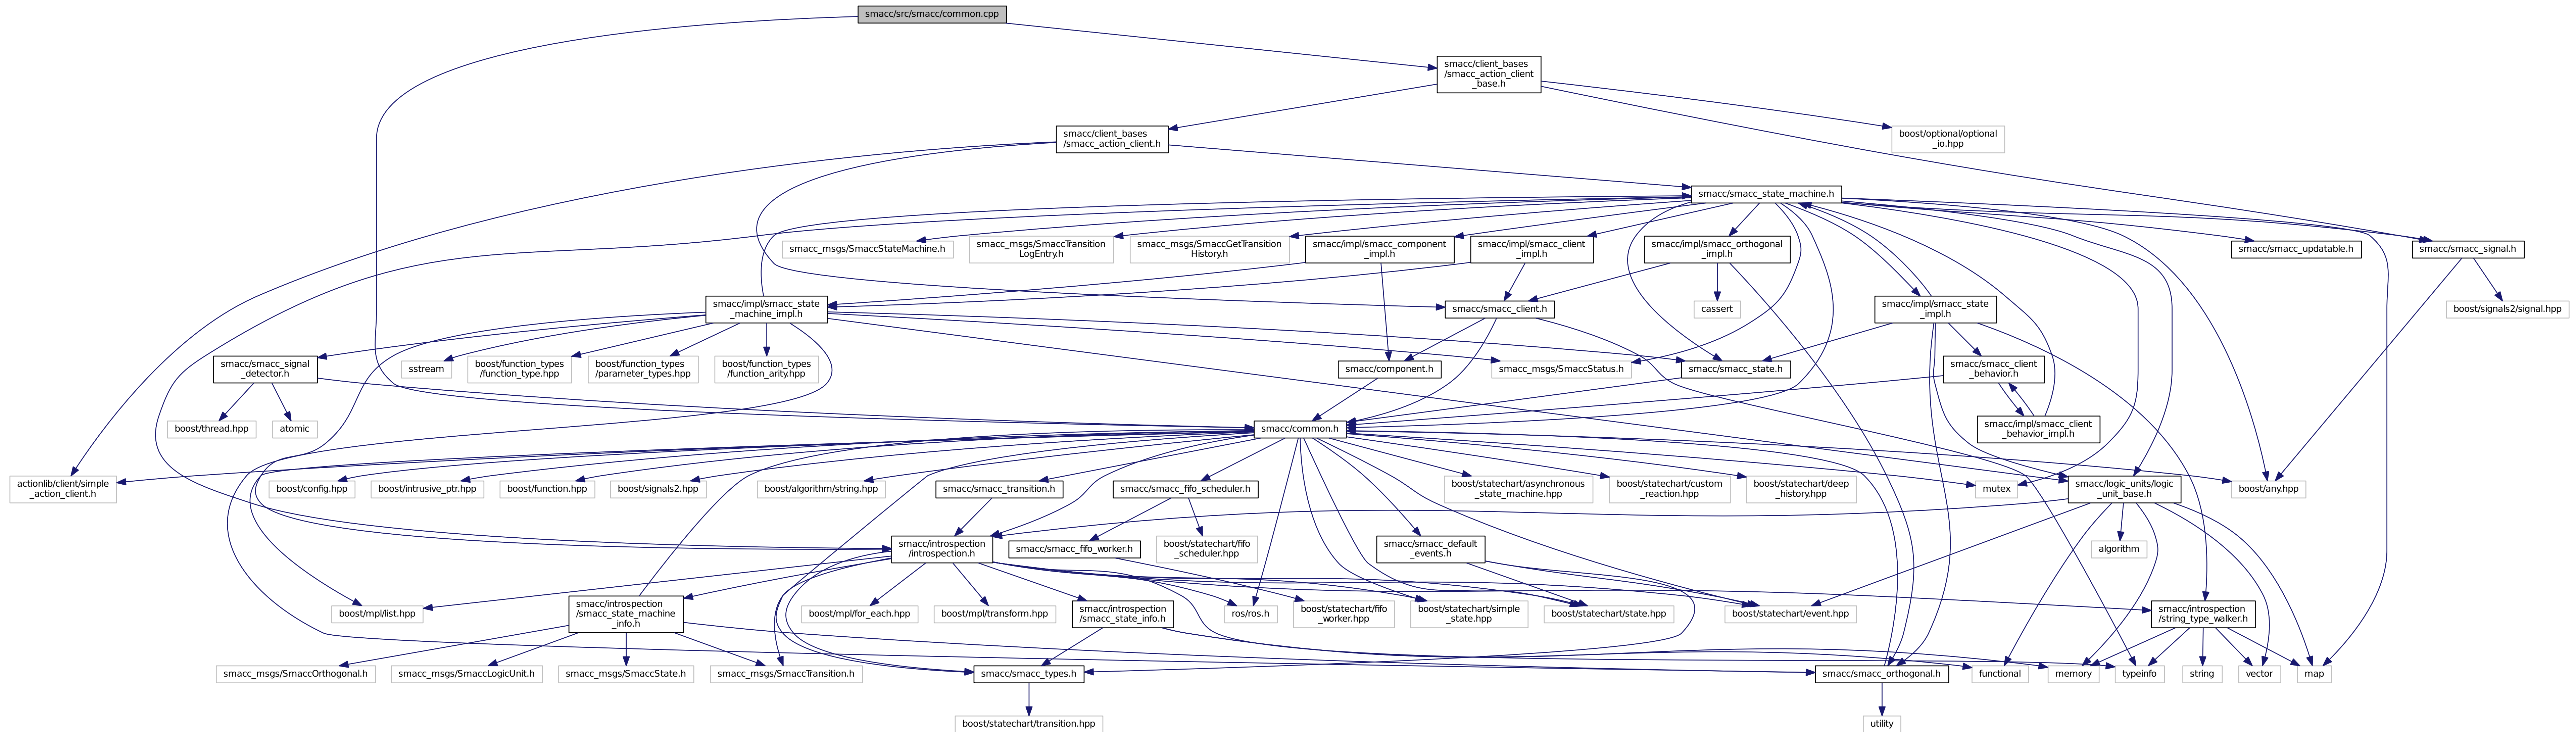 smacc/src/smacc/common.cpp
smacc/client_bases
/smacc_action_client
_base.h
smacc/client_bases
/smacc_action_client.h
boost/optional/optional
_io.hpp
smacc/smacc_state_machine.h
smacc_msgs/SmaccStateMachine.h
smacc_msgs/SmaccTransition
LogEntry.h
smacc_msgs/SmaccGetTransition
History.h
smacc/impl/smacc_component
_impl.h
smacc/impl/smacc_client
_impl.h
smacc/impl/smacc_orthogonal
_impl.h
smacc/smacc_updatable.h
smacc/smacc_signal.h
smacc/impl/smacc_state
_machine_impl.h
smacc/smacc_client.h
cassert
smacc/impl/smacc_state
_impl.h
boost/signals2/signal.hpp
smacc/smacc_signal
_detector.h
sstream
boost/function_types
/function_type.hpp
boost/function_types
/parameter_types.hpp
boost/function_types
/function_arity.hpp
smacc/component.h
smacc_msgs/SmaccStatus.h
smacc/smacc_state.h
smacc/smacc_client
_behavior.h
boost/thread.hpp
atomic
smacc/common.h
smacc/impl/smacc_client
_behavior_impl.h
actionlib/client/simple
_action_client.h
boost/config.hpp
boost/intrusive_ptr.hpp
boost/function.hpp
boost/signals2.hpp
boost/algorithm/string.hpp
smacc/smacc_transition.h
smacc/smacc_fifo_scheduler.h
boost/statechart/asynchronous
_state_machine.hpp
boost/statechart/custom
_reaction.hpp
boost/statechart/deep
_history.hpp
mutex
smacc/logic_units/logic
_unit_base.h
boost/any.hpp
smacc/introspection
/introspection.h
smacc/smacc_fifo_worker.h
boost/statechart/fifo
_scheduler.hpp
smacc/smacc_default
_events.h
algorithm
boost/mpl/list.hpp
smacc/introspection
/smacc_state_machine
_info.h
boost/mpl/for_each.hpp
boost/mpl/transform.hpp
smacc/introspection
/smacc_state_info.h
ros/ros.h
boost/statechart/fifo
_worker.hpp
boost/statechart/simple
_state.hpp
boost/statechart/state.hpp
boost/statechart/event.hpp
smacc/introspection
/string_type_walker.h
smacc_msgs/SmaccOrthogonal.h
smacc_msgs/SmaccLogicUnit.h
smacc_msgs/SmaccState.h
smacc_msgs/SmaccTransition.h
smacc/smacc_types.h
smacc/smacc_orthogonal.h
functional
memory
typeinfo
string
vector
map
boost/statechart/transition.hpp
utility